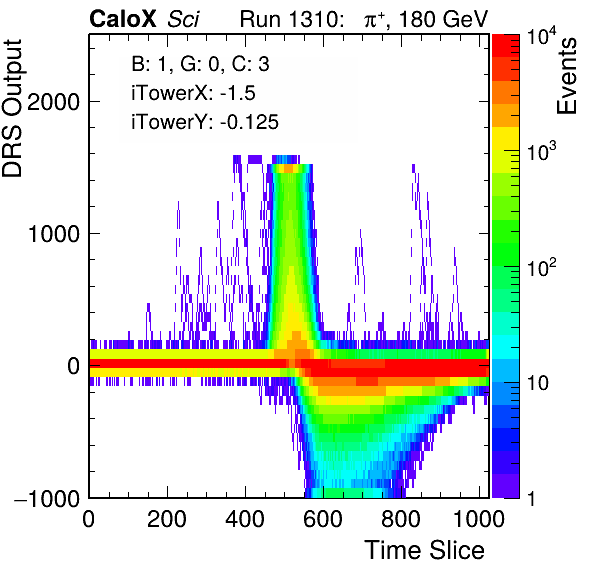 CaloX Sci Run 1310: π⁺, 180 GeV
DRS Output
Events
B: 1, G: 0, C: 3
iTowerX: -1.5
iTowerY: -0.125
2000
1000
0
−1000
0 200 400 600 800 1000
Time Slice
10⁴
10³
10²
10
1